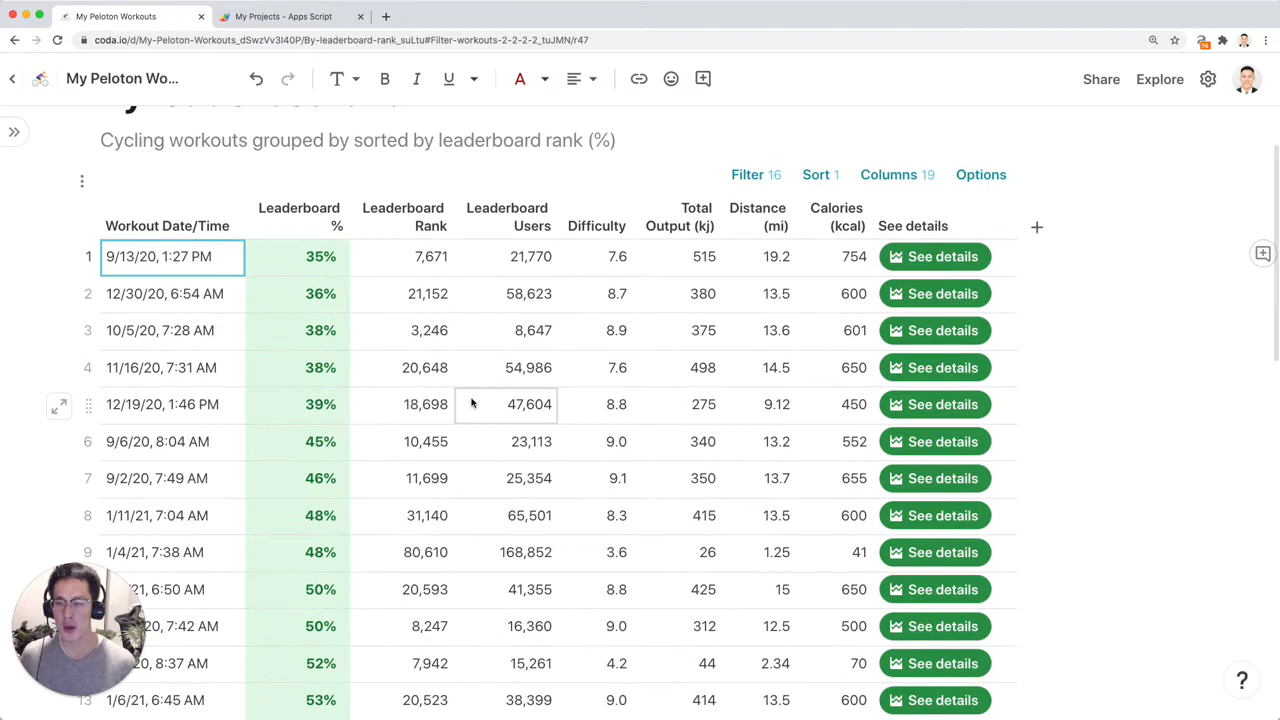 My Peloton Workouts
My Projects - Apps Script
coda.io/d/My-Peloton-Workouts_dSwzVv3I40P/By-leaderboard-rank_suLtu#Filter-workouts-2-2-2-2_tuJMN/r47
76
My Peloton Wo...
T B I U A Share Explore
Cycling workouts grouped by sorted by leaderboard rank (%)
Filter 16 Sort 1 Columns 19 Options
Workout Date/Time Leaderboard % Leaderboard Rank Leaderboard Users Difficulty Total Output (kj) Distance (mi) Calories (kcal) See details
1 9/13/20, 1:27 PM 35% 7,671 21,770 7.6 515 19.2 754 See details
2 12/30/20, 6:54 AM 36% 21,152 58,623 8.7 380 13.5 600 See details
3 10/5/20, 7:28 AM 38% 3,246 8,647 8.9 375 13.6 601 See details
4 11/16/20, 7:31 AM 38% 20,648 54,986 7.6 498 14.5 650 See details
12/19/20, 1:46 PM 39% 18,698 47,604 8.8 275 9.12 450 See details
6 9/6/20, 8:04 AM 45% 10,455 23,113 9.0 340 13.2 552 See details
7 9/2/20, 7:49 AM 46% 11,699 25,354 9.1 350 13.7 655 See details
8 1/11/21, 7:04 AM 48% 31,140 65,501 8.3 415 13.5 600 See details
9 1/4/21, 7:38 AM 48% 80,610 168,852 3.6 26 1.25 41 See details
/21, 6:50 AM 50% 20,593 41,355 8.8 425 15 650 See details
20, 7:42 AM 50% 8,247 16,360 9.0 312 12.5 500 See details
20, 8:37 AM 52% 7,942 15,261 4.2 44 2.34 70 See details
13 1/6/21, 6:45 AM 53% 20,523 38,399 9.0 414 13.5 600 See details
?